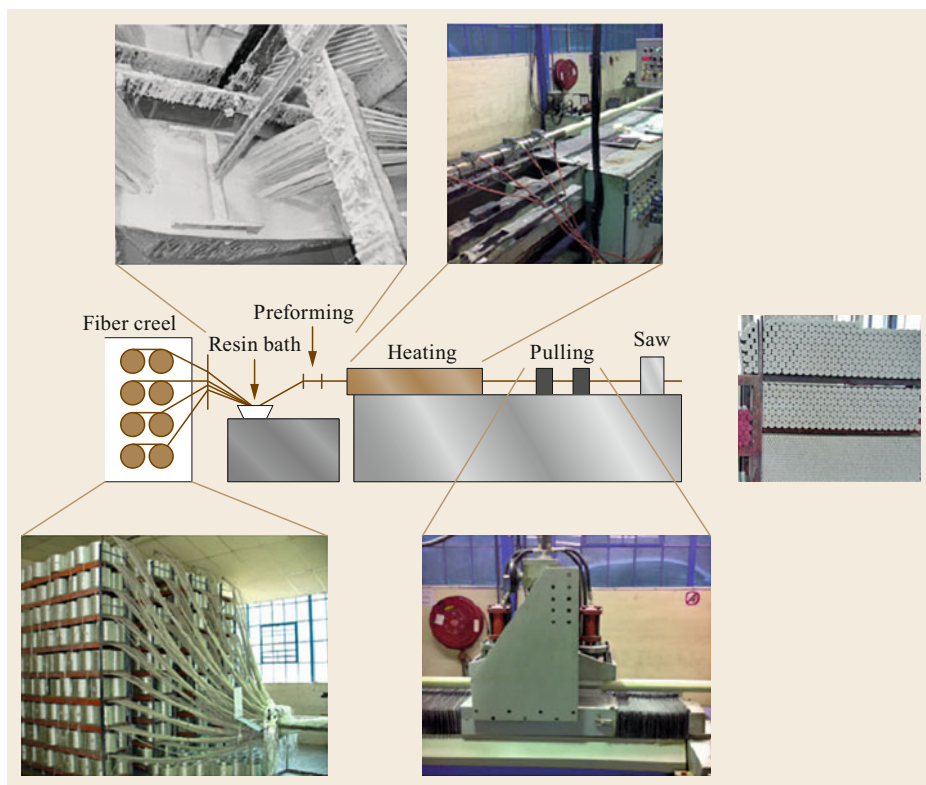 Preforming
Fiber creel
Resin bath
Heating
Pulling
Saw